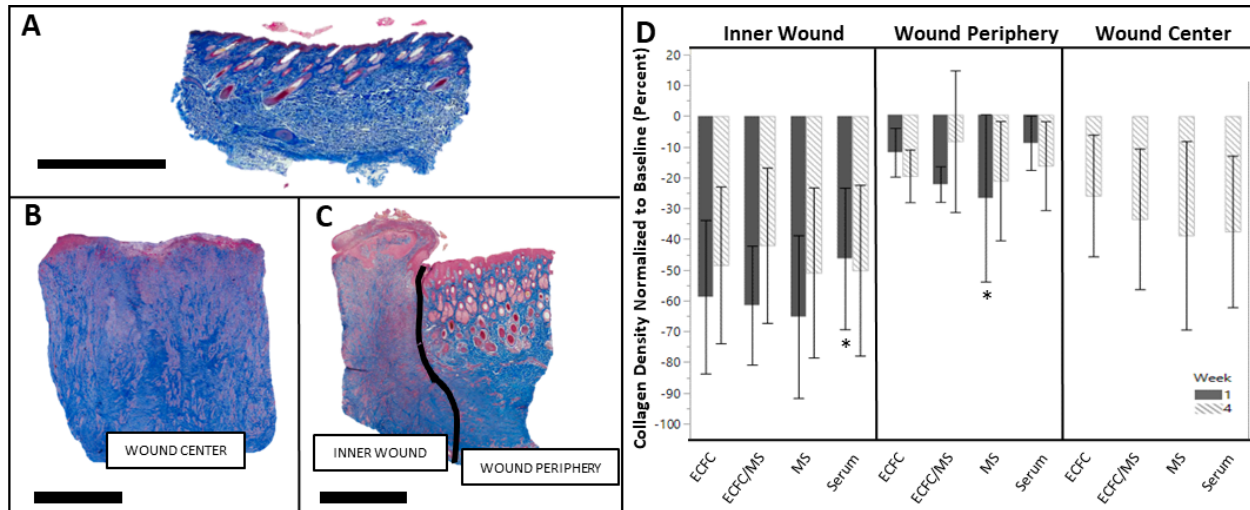 A
B
WOUND CENTER
C
INNER WOUND
WOUND PERIPHERY
D
Inner Wound
Wound Periphery
Wound Center
Collagen Density Normalized to Baseline (Percent)
20
10
0
-10
-20
-30
-40
-50
-60
-70
-80
-90
-100
*
*
Week
1
4
ECFC
ECFC/MS
MS
Serum
ECFC
ECFC/MS
MS
Serum
ECFC
ECFC/MS
MS
Serum